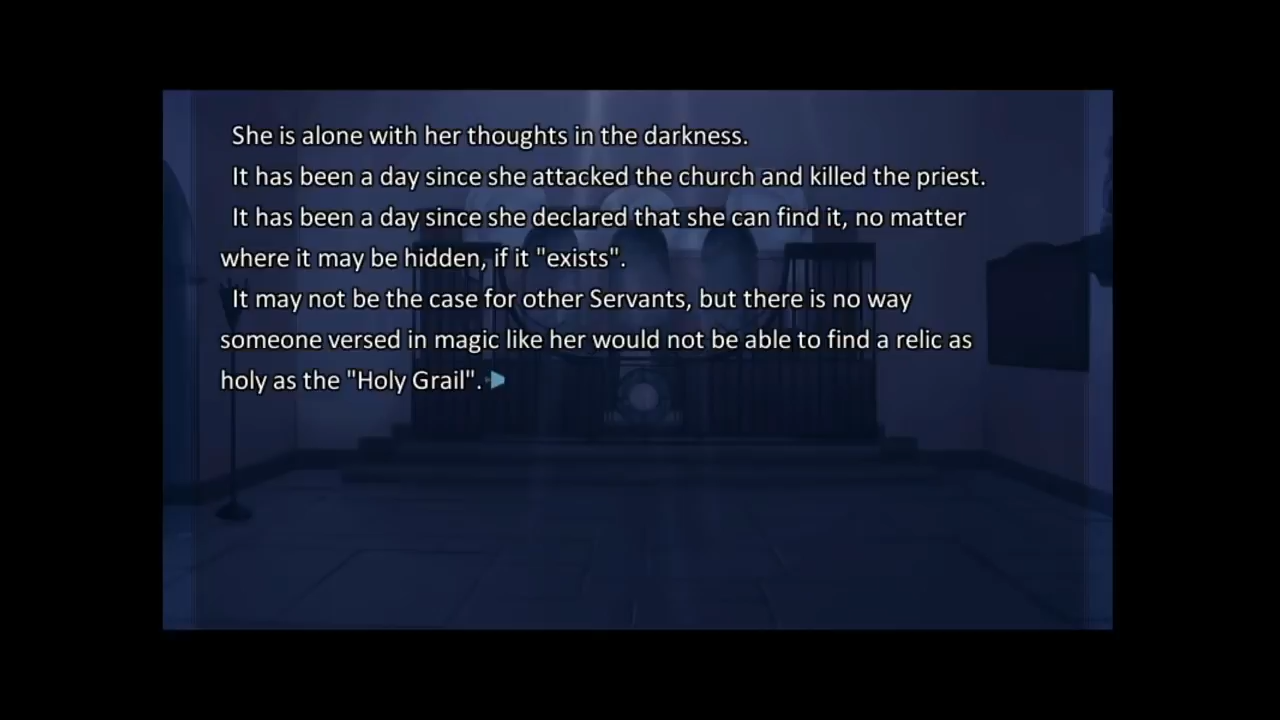 She is alone with her thoughts in the darkness.
It has been a day since she attacked the church and killed the priest.
It has been a day since she declared that she can find it, no matter
where it may be hidden, if it "exists".
It may not be the case for other Servants, but there is no way
someone versed in magic like her would not be able to find a relic as
holy as the "Holy Grail".